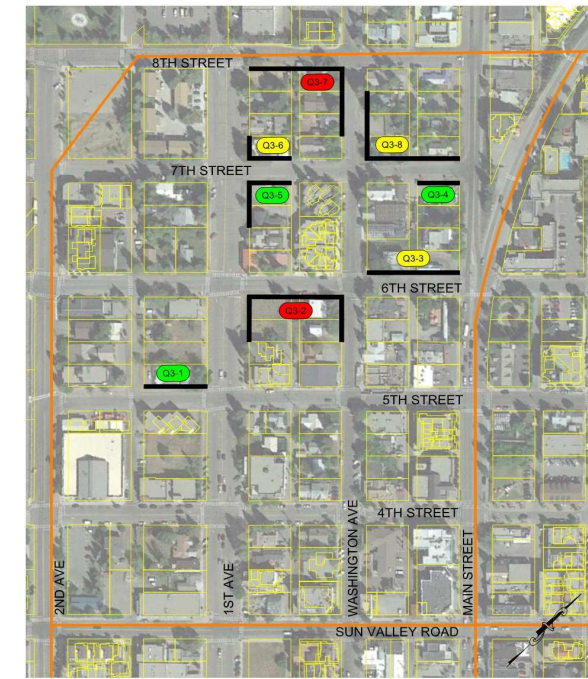 8TH STREET
Q3-7
Q3-6
Q3-8
7TH STREET
Q3-5
Q3-4
Q3-3
6TH STREET
Q3-2
Q3-1
5TH STREET
4TH STREET
2ND AVE
1ST AVE
WASHINGTON AVE
MAIN STREET
SUN VALLEY ROAD